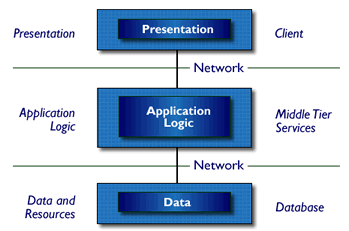 Presentation
Presentation
Client
Network
Application
Logic
Application
Logic
Middle Tier
Services
Network
Data and
Resources
Data
Database